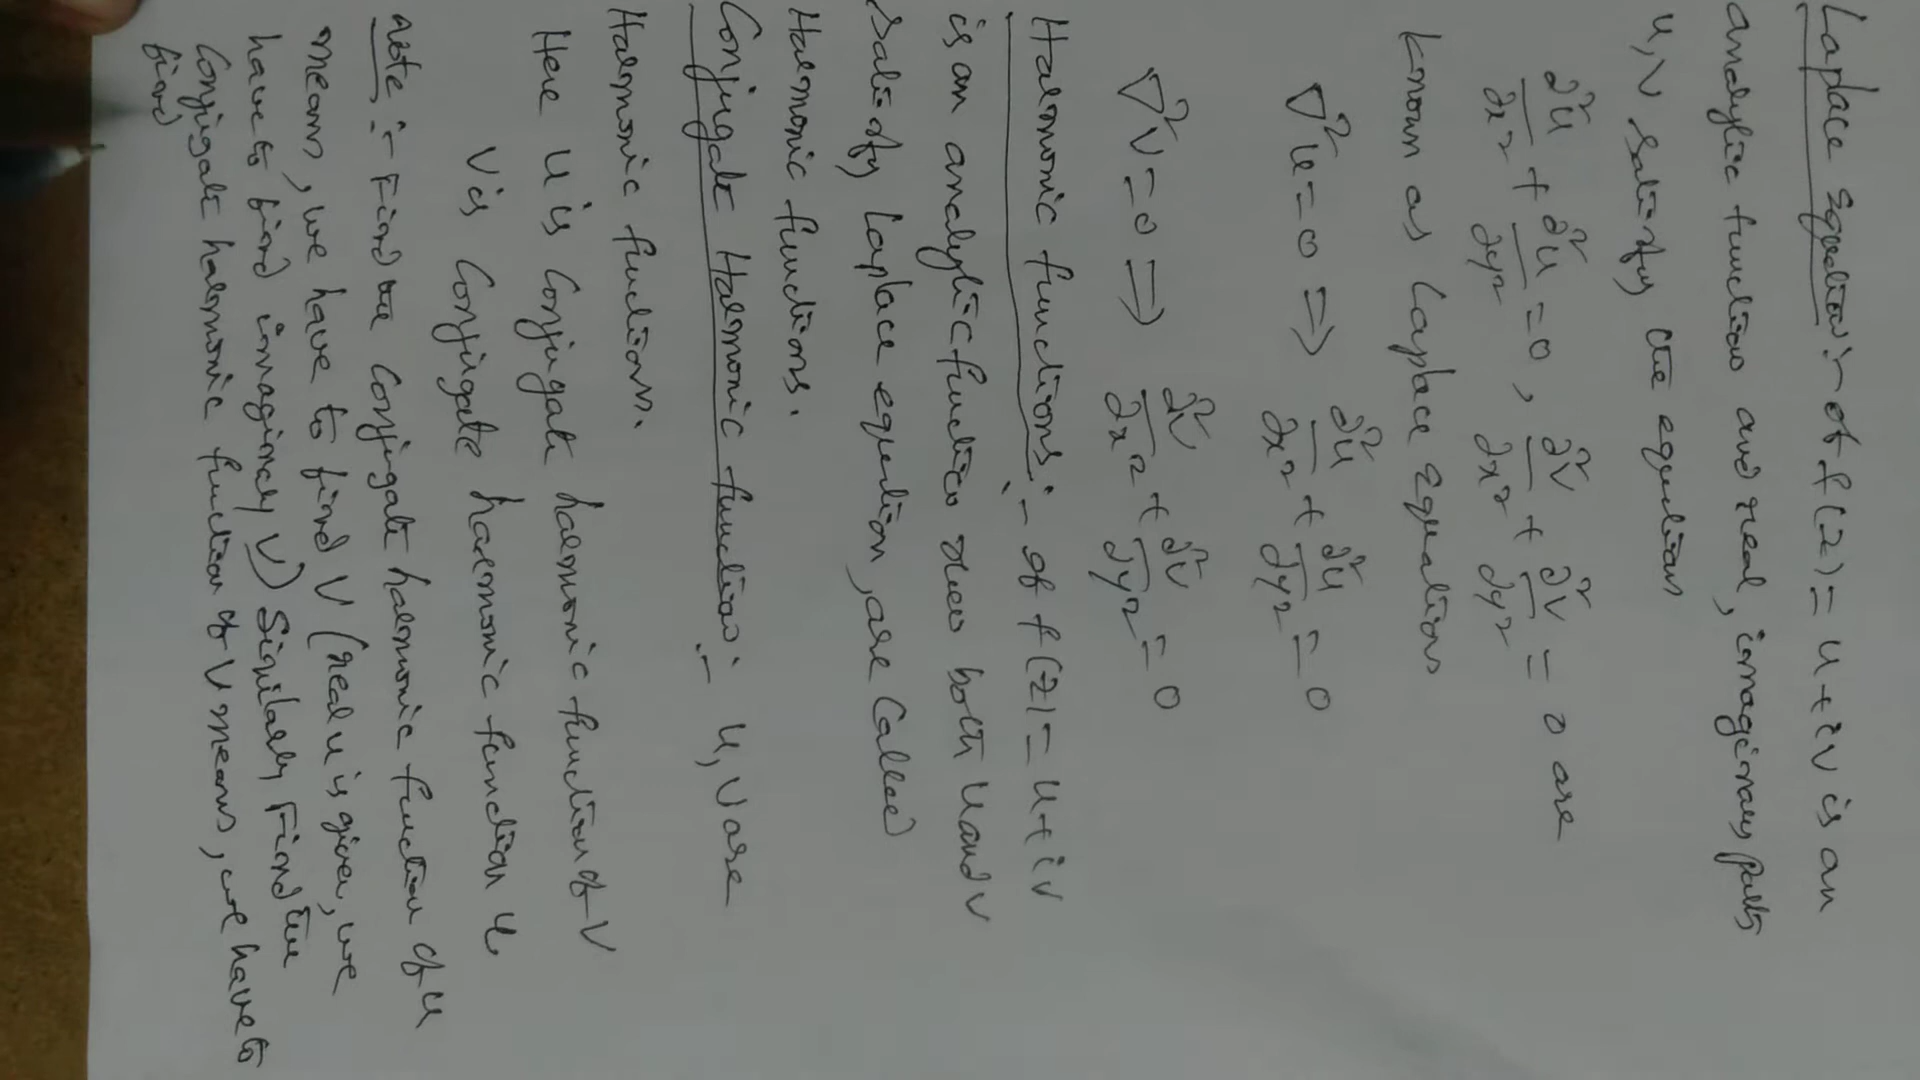 Laplace Equation :- If f(z) = u+iv is an
analytic function and real, imaginary parts
u, v satisfy the equations
∂²u/∂x² + ∂²u/∂y² = 0, ∂²v/∂x² + ∂²v/∂y² = 0 are
known as Laplace Equations
∇²u = 0 ⇒ ∂²u/∂x² + ∂²u/∂y² = 0
∇²v = 0 ⇒ ∂²v/∂x² + ∂²v/∂y² = 0
Harmonic functions :- If f(z) = u+iv
is an analytic function then both u and v
satisfy Laplace equation, are called
Harmonic functions.
Conjugate Harmonic function :- u, v are
Harmonic functions.
Here u is Conjugate harmonic function of v
v is Conjugate harmonic function u
note :- Find the Conjugate harmonic function of u
means, we have to find v (real u is given, we
have to find imaginary v) Similarly Find the
Conjugate harmonic function of v means, we have to
find